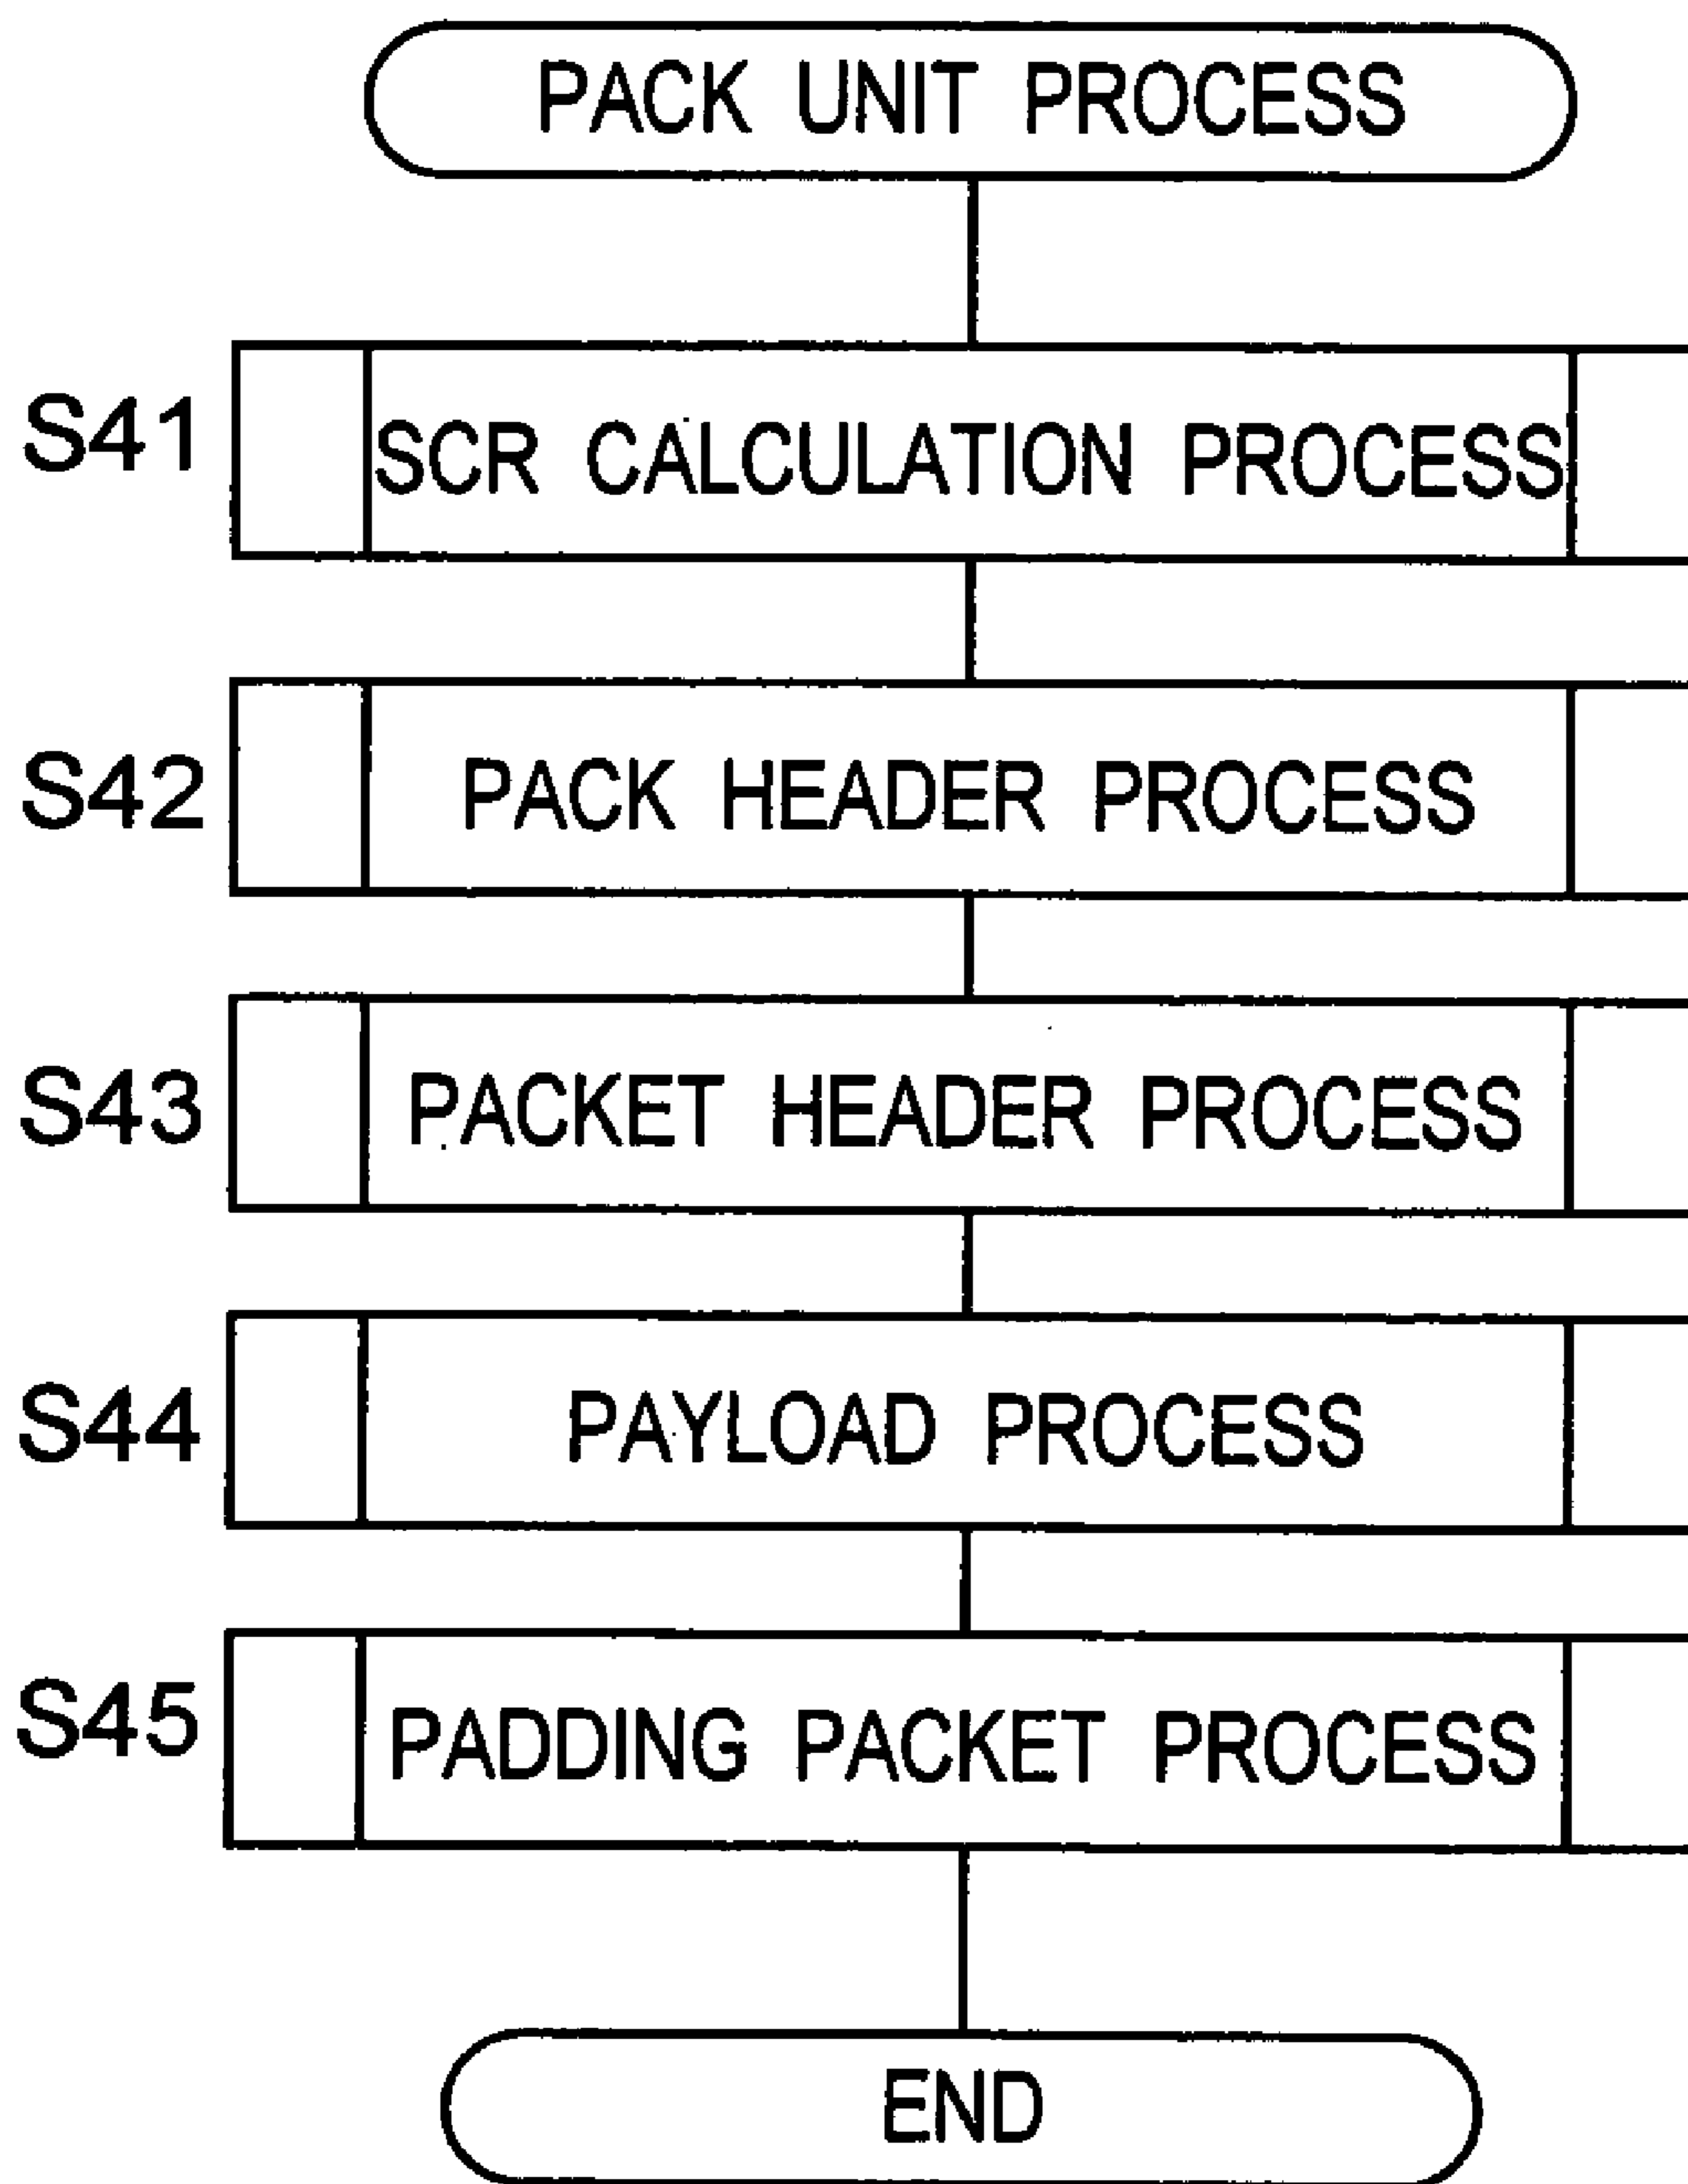 PACK UNIT PROCESS
S41 SCR CALCULATION PROCESS
S42 PACK HEADER PROCESS
S43 PACKET HEADER PROCESS
S44 PAYLOAD PROCESS
S45 PADDING PACKET PROCESS
END